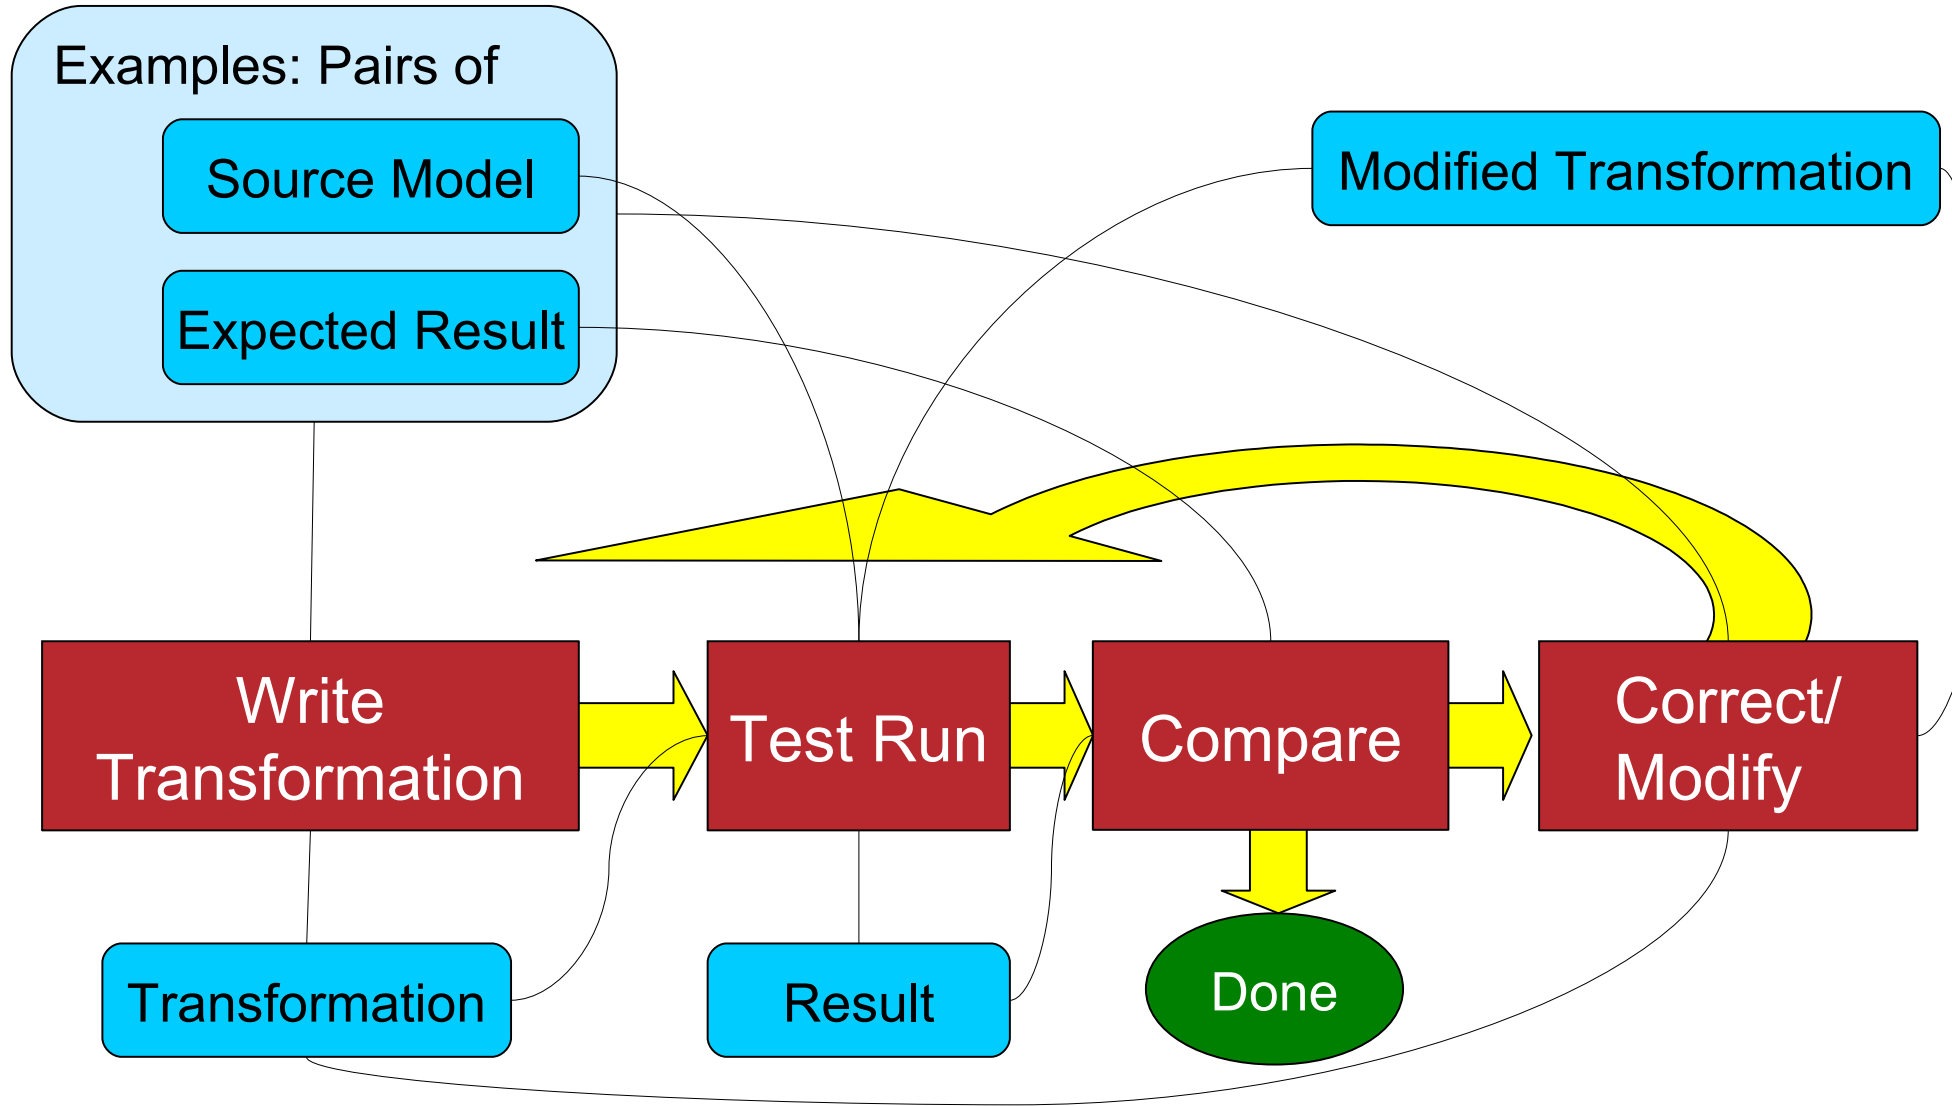 Examples: Pairs of
Source Model
Expected Result
Modified Transformation
Write
Transformation
Test Run
Compare
Correct/
Modify
Transformation
Result
Done